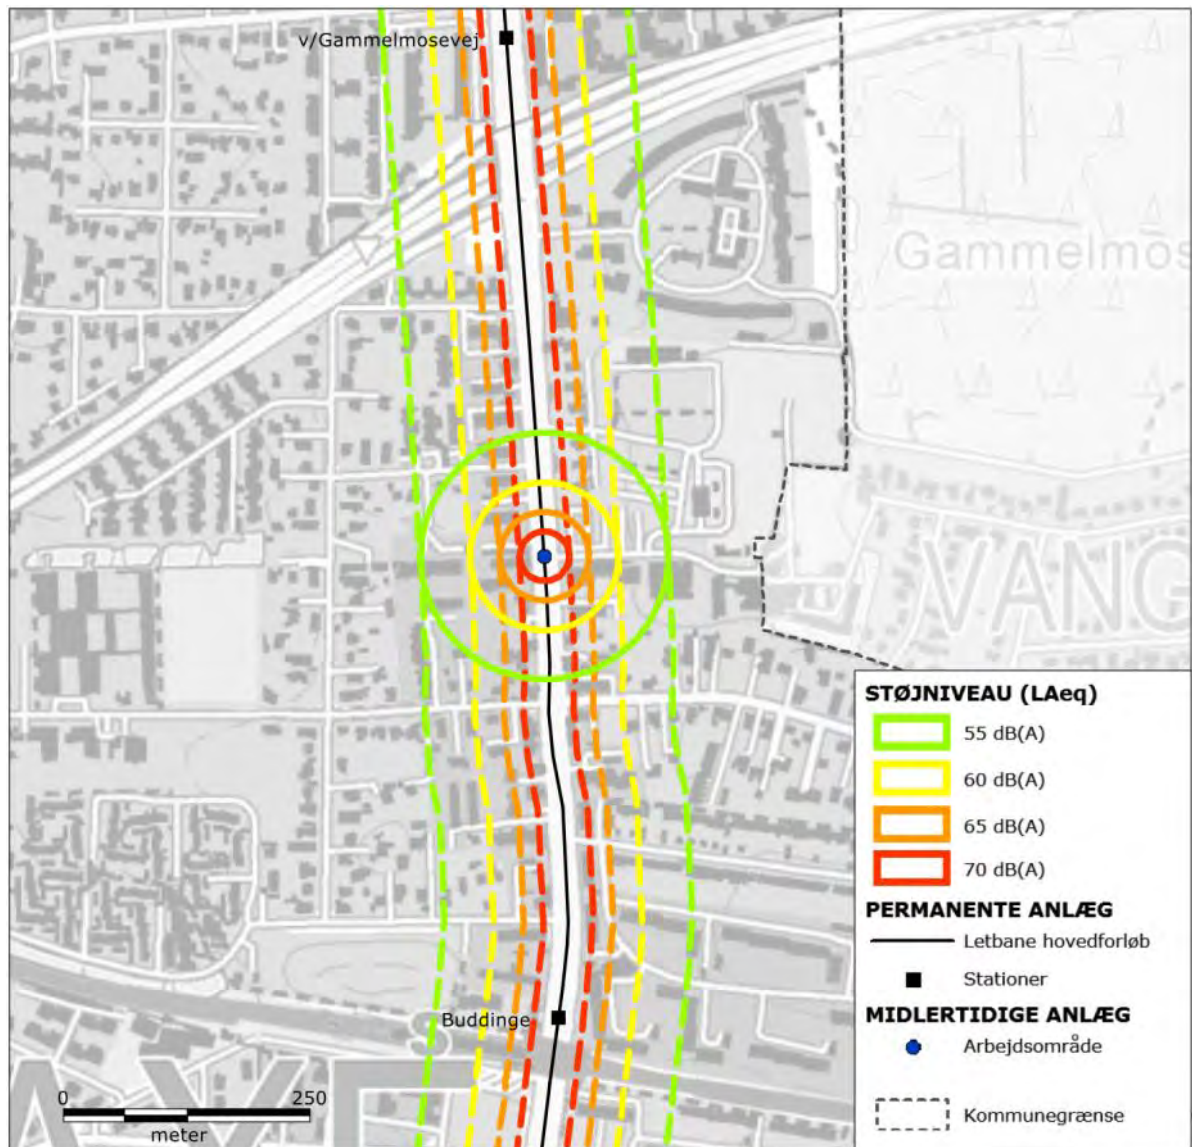 v/Gammelmosevej
Gammelmos
VANG
STØJNIVEAU (LAeq)
55 dB(A)
60 dB(A)
65 dB(A)
70 dB(A)
PERMANENTE ANLÆG
Letbane hovedforløb
Stationer
MIDLERTIDIGE ANLÆG
Arbejdsområde
Kommunegrænse
Buddinge
S
0 250
meter